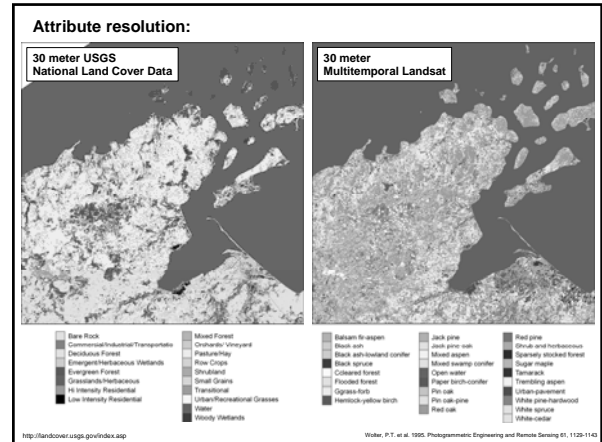 Attribute resolution:
30 meter USGS
National Land Cover Data
30 meter
Multitemporal Landsat
Bare Rock
Commercial/Industrial/Transportatio
Deciduous Forest
Emergent/Herbaceous Wetlands
Evergreen Forest
Grasslands/Herbaceous
Hi Intensity Residential
Low Intensity Residential
Mixed Forest
Orchards/ Vineyard
Pasture/Hay
Row Crops
Shrubland
Small Grains
Transitional
Urban/Recreational Grasses
Water
Woody Wetlands
Balsam fir-aspen
Black ash
Black ash-lowland conifer
Black spruce
Ccleared forest
Flooded forest
Ggrass-forb
Hemlock-yellow birch
Jack pine
Jack pine-oak
Mixed aspen
Mixed swamp conifer
Open water
Paper birch-conifer
Pin oak
Pin oak-pine
Red oak
Red pine
Shrub and herbaceous
Sparsely stocked forest
Sugar maple
Tamarack
Trembling aspen
Urban-pavement
White pine-hardwood
White spruce
White-cedar
http://landcover.usgs.gov/index.asp
Wolter, P.T. et al. 1995. Photogrammetric Engineering and Remote Sensing 61, 1129-1143